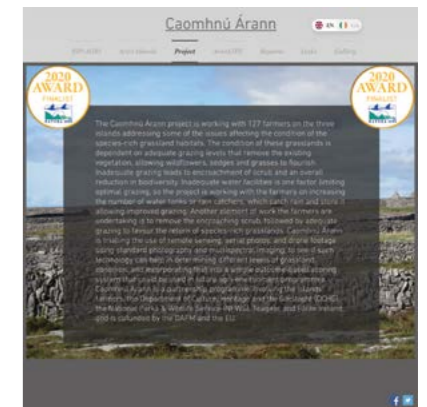 Caomhnú Árann
EN
Project
Gallery
2020
AWARD
FINALIST
NATURA 2000
2020
AWARD
FINALIST
NATURA 2000
The Caomhnú Árann project is working with 127 farmers on the three
islands addressing some of the issues affecting the condition of the
species-rich grassland habitats. The condition of these grasslands is
dependant on adequate grazing levels that remove the existing
vegetation, allowing wildflowers, sedges and grasses to flourish.
Inadequate grazing leads to encroachment of scrub and an overall
reduction in biodiversity. Inadequate water facilities is one factor limiting
optimal grazing, so the project is working with the farmers on increasing
the number of water tanks or rain catchers, which catch rain and store it
allowing improved grazing. Another element of work the farmers are
undertaking is to remove the encroaching scrub, followed by adequate
grazing to favour the return of species-rich grasslands. Caomhnú Árann
is trialing the use of remote sensing, aerial photos, and drone footage
using standard photography and multispectral imaging, to see if such
technology can help in determining different levels of grassland
condition, and incorporating that into a simple outcome-based scoring
system that could be used in future agri-environment programmes.
Caomhnú Árann is a partnership programme, involving the islands
farmers, the Department of Culture, Heritage and the Gaeltacht (DCHG),
the National Parks & Wildlife Service (NPWS), Teagasc, and Fáilte Ireland,
and is cofunded by the DAFM and the EU.